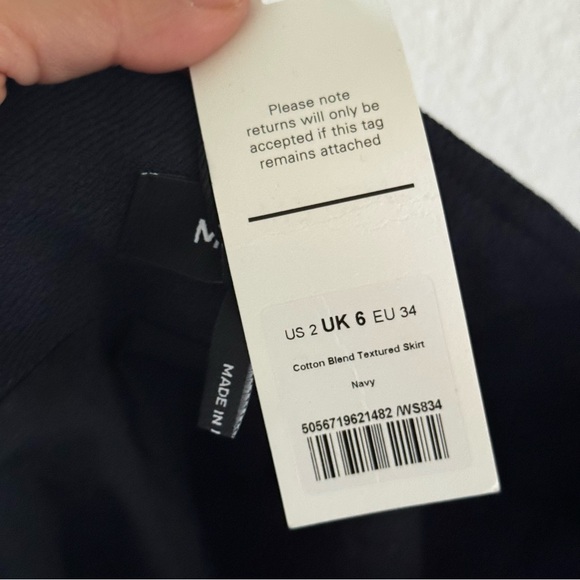 Please note
returns will only be
accepted if this tag
remains attached
M.
MADE IN
US 2 UK 6 EU 34
Cotton Blend Textured Skirt
Navy
5056719621482 /WS834